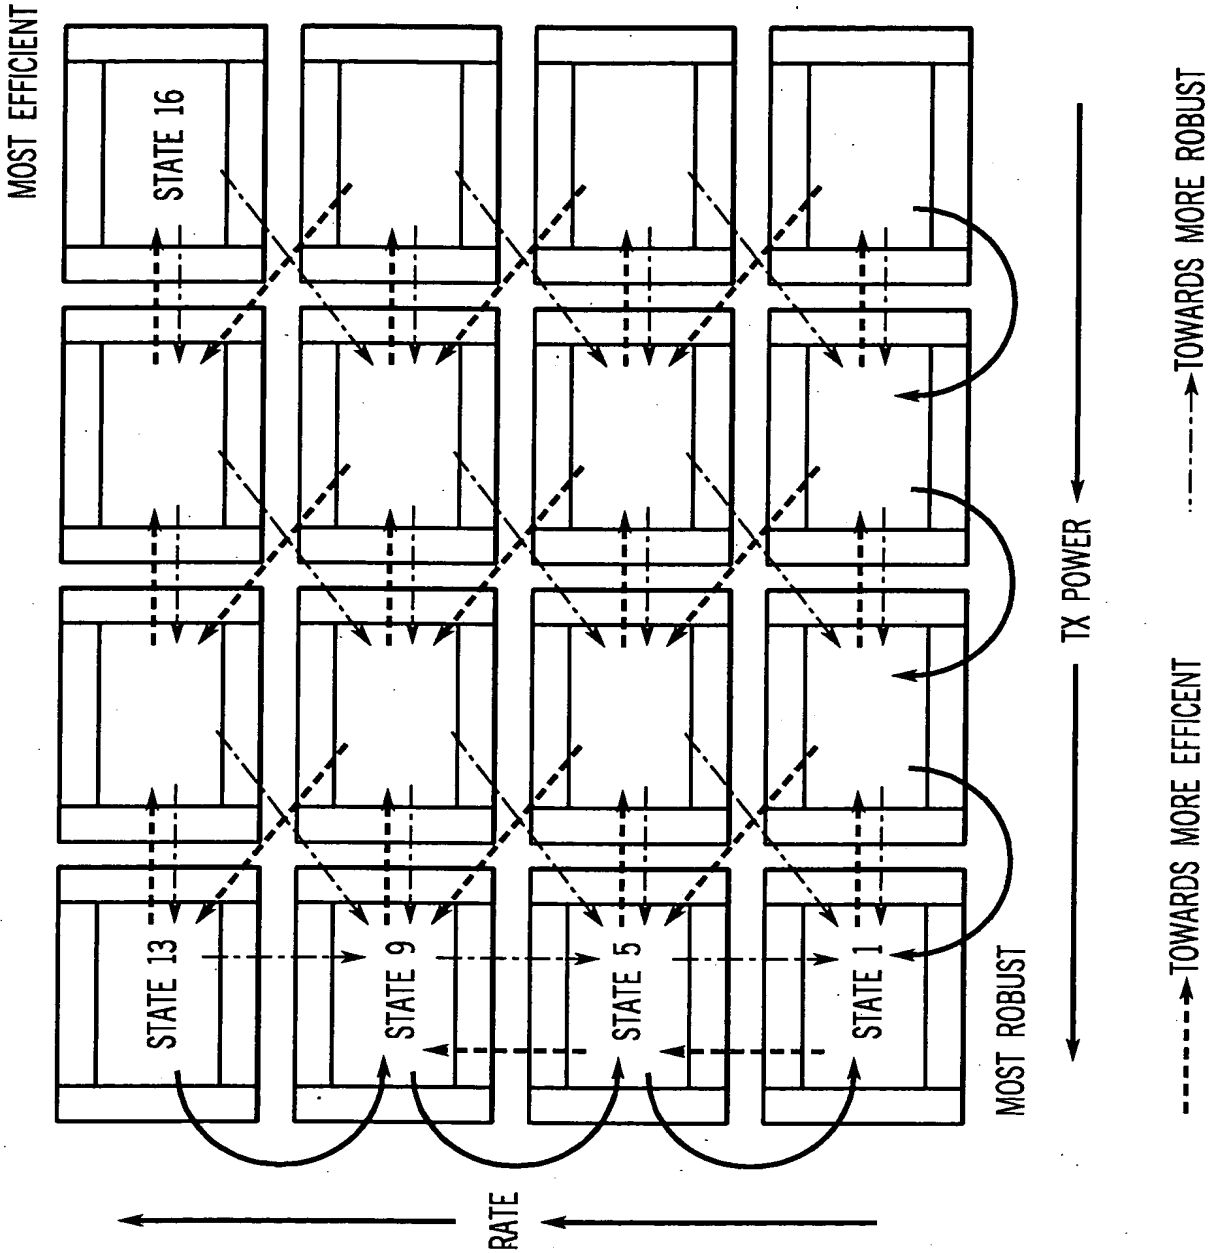 MOST EFFICIENT
STATE 16
STATE 13
STATE 9
STATE 5
STATE 1
MOST ROBUST
RATE
TX POWER
TOWARDS MORE EFFICENT
TOWARDS MORE ROBUST